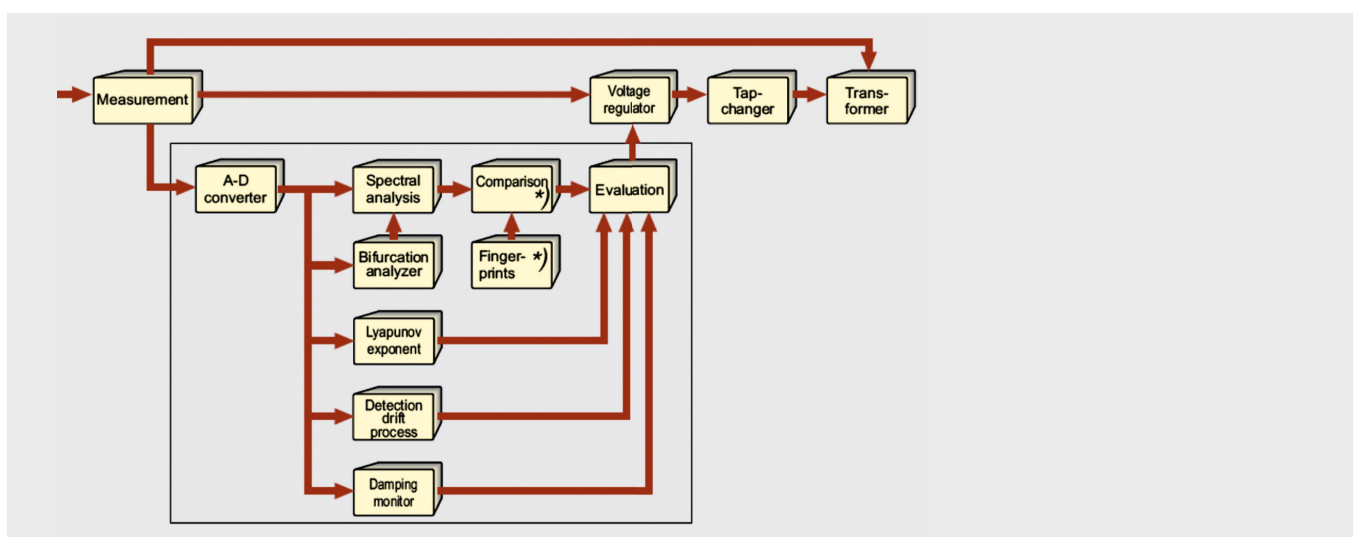 Measurement
Voltage
regulator
Tap-
changer
Trans-
former
A-D
converter
Spectral
analysis
Comparison
*)
Evaluation
Bifurcation
analyzer
Finger- *)
prints
Lyapunov
exponent
Detection
drift
process
Damping
monitor